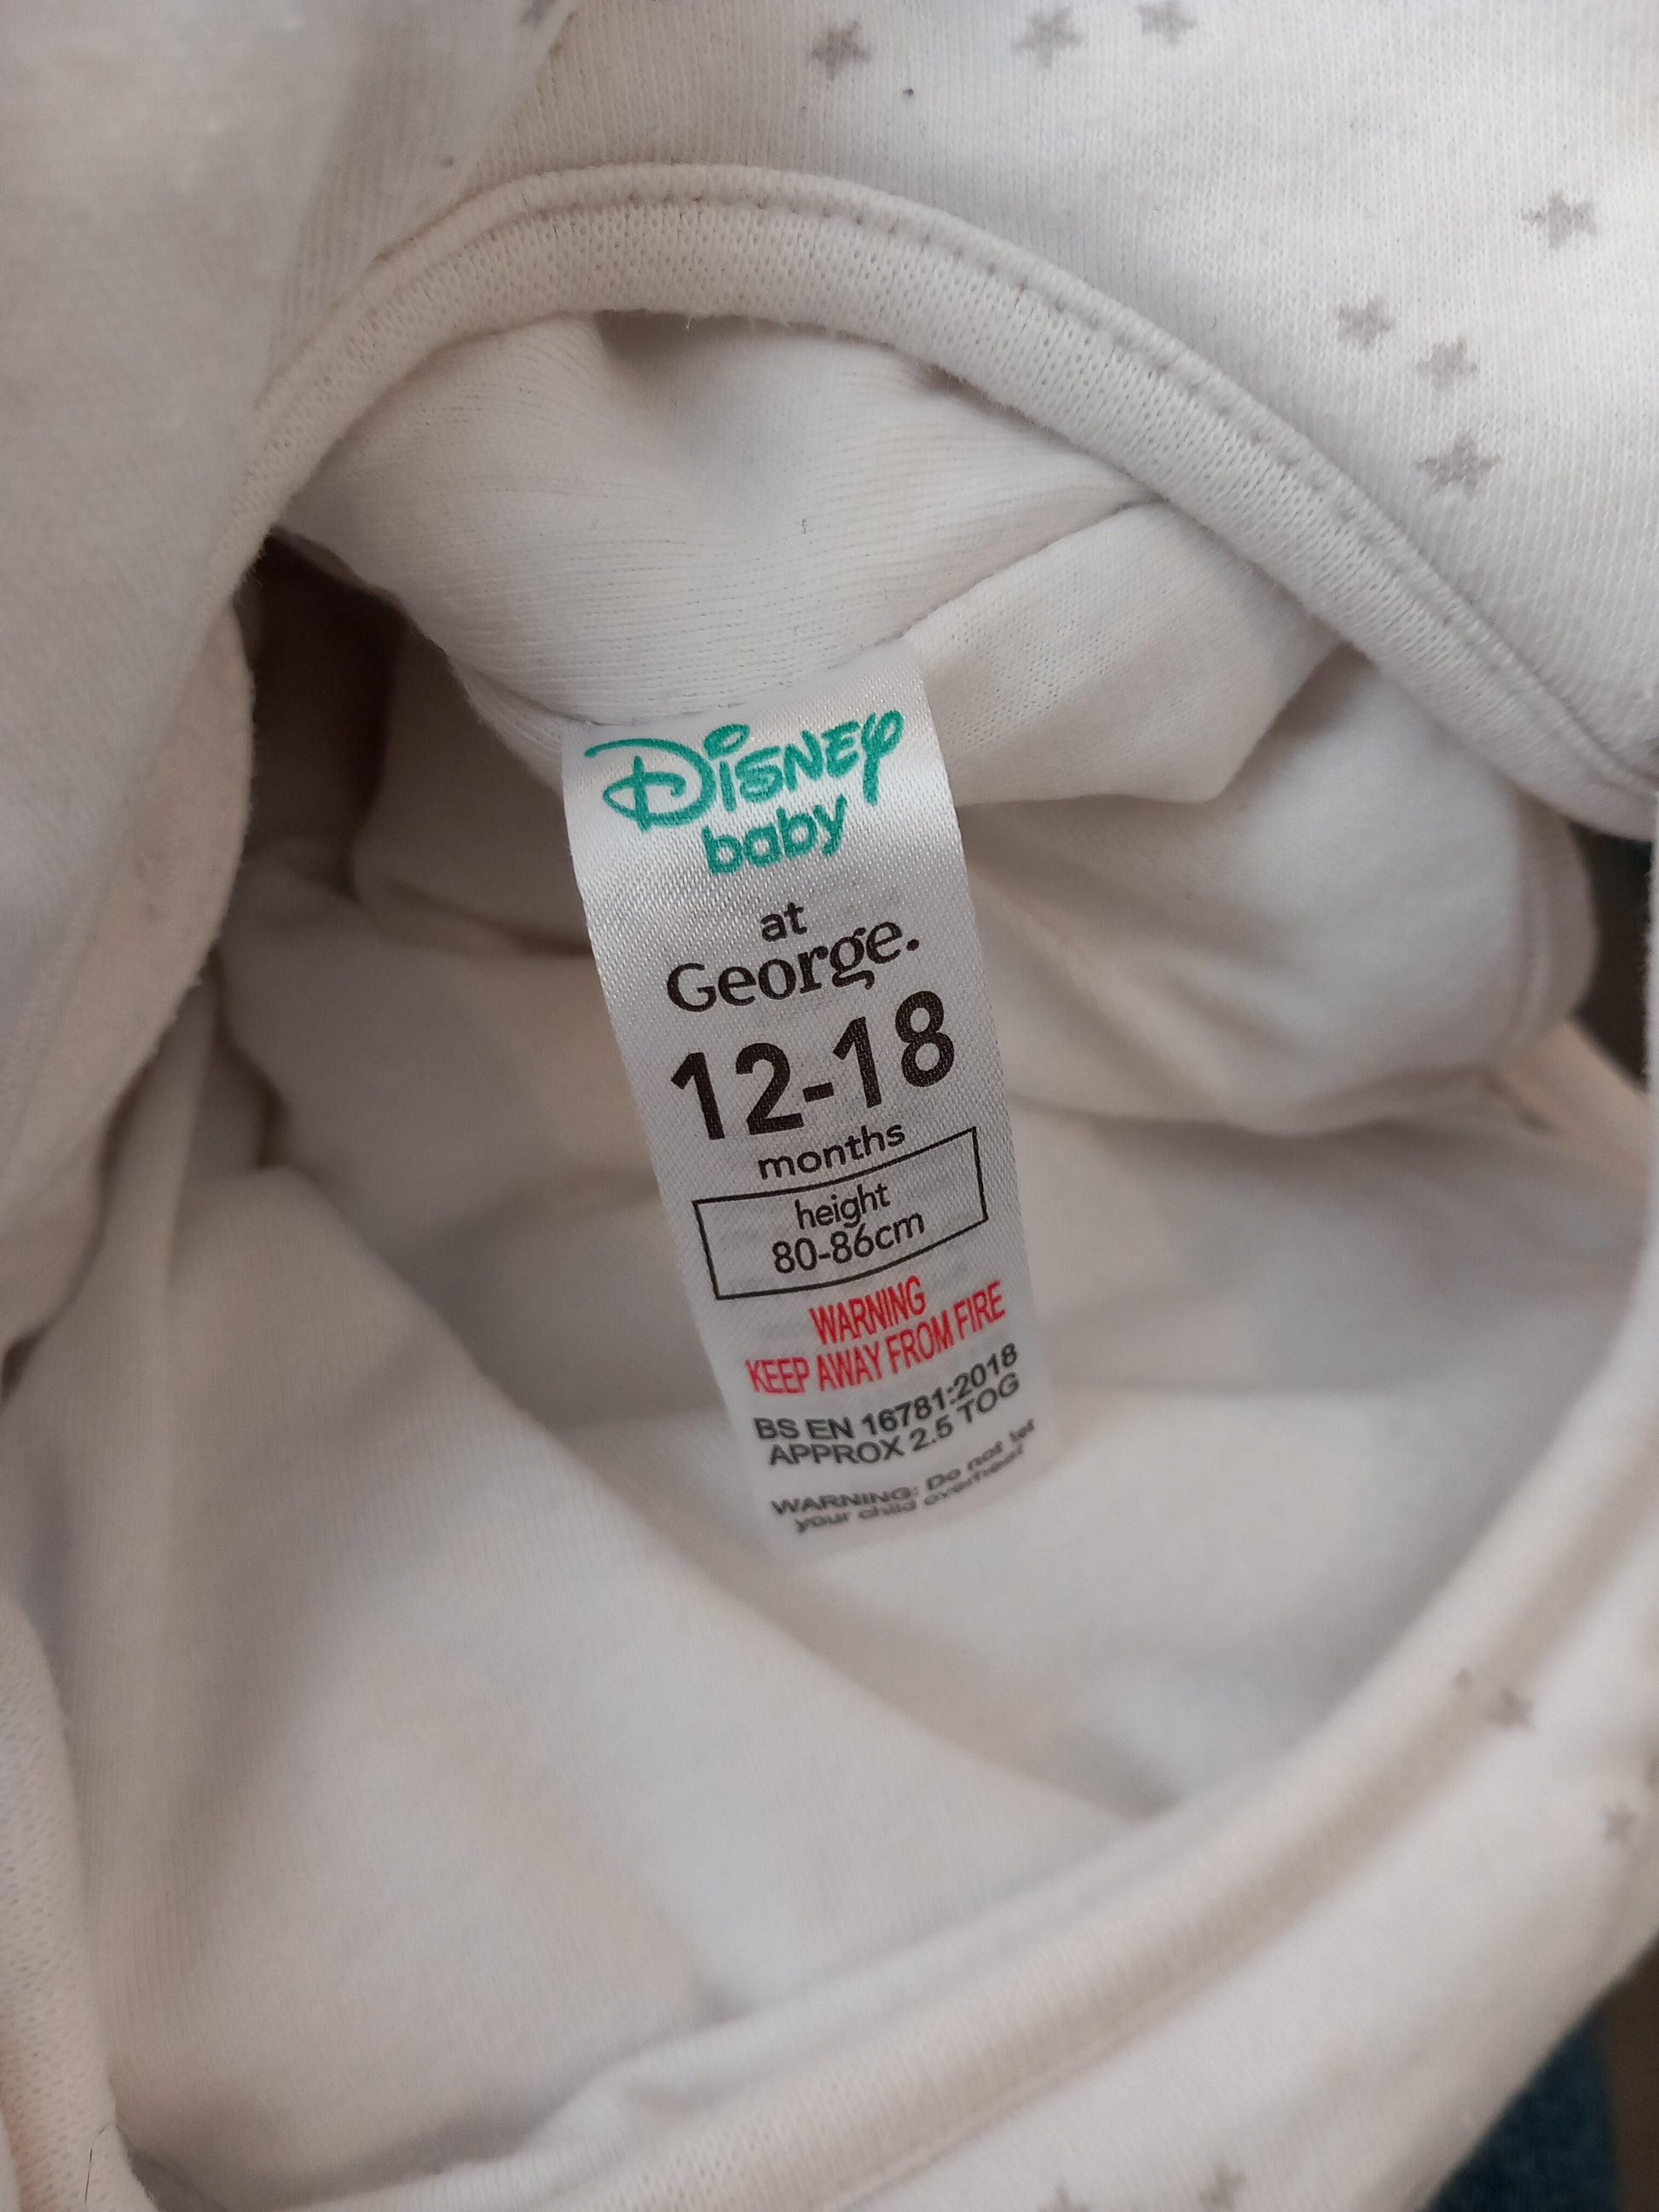 Disney
baby
at
George.
12-18
months
height
80-86cm
WARNING
KEEP AWAY FROM FIRE
BS EN 16781:2018
APPROX 2.5 TOG
WARNING: Do not let
your child overheat